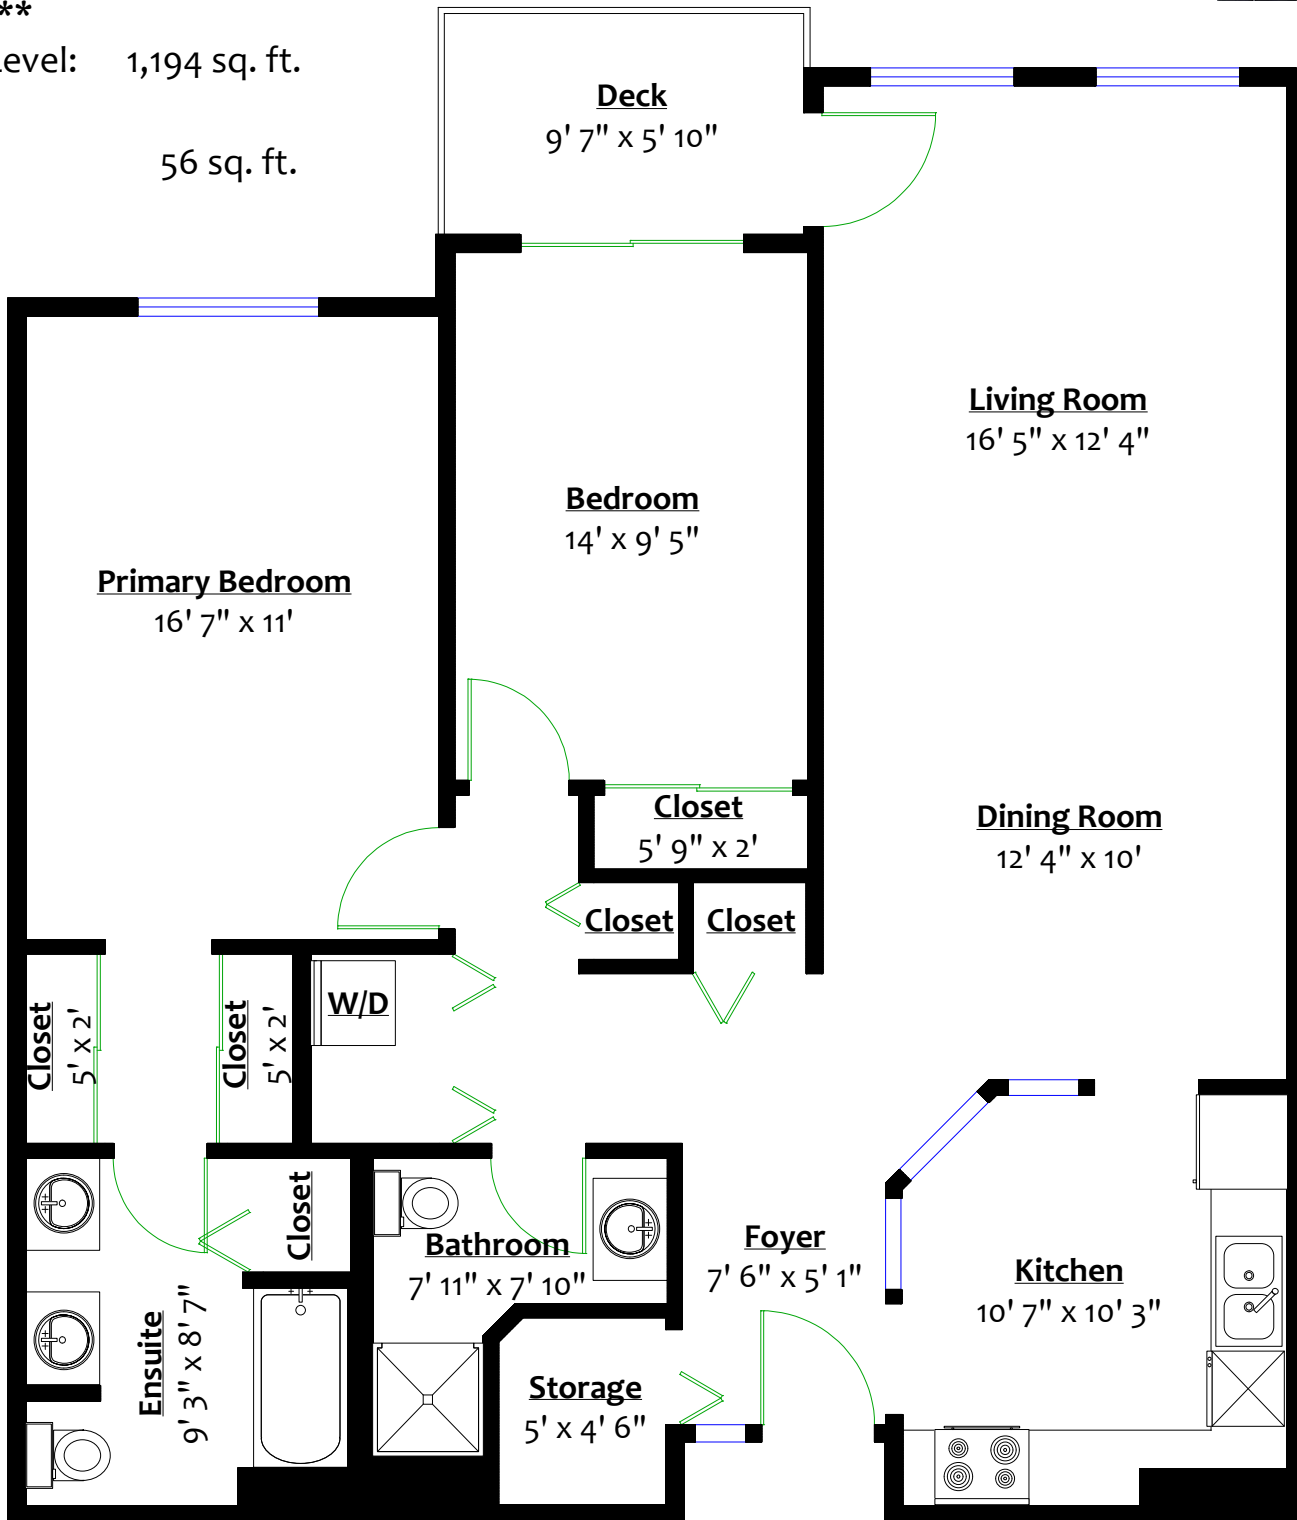 **
Level: 1,194 sq. ft.
56 sq. ft.
Deck
9' 7" x 5' 10"
Living Room
16' 5" x 12' 4"
Bedroom
14' x 9' 5"
Primary Bedroom
16' 7" x 11'
Closet
5' 9" x 2'
Dining Room
12' 4" x 10'
Closet
Closet
W/D
Closet
5' x 2'
Closet
5' x 2'
Closet
Bathroom
7' 11" x 7' 10"
Foyer
7' 6" x 5' 1"
Kitchen
10' 7" x 10' 3"
Ensuite
9' 3" x 8' 7"
Storage
5' x 4' 6"